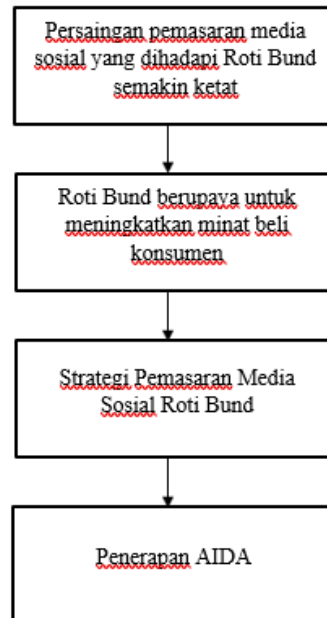 Persaingan pemasaran media
sosial yang dihadapi Roti Bund
semakin ketat
Roti Bund berupaya untuk
meningkatkan minat beli
konsumen
Strategi Pemasaran Media
Sosial Roti Bund
Penerapan AIDA